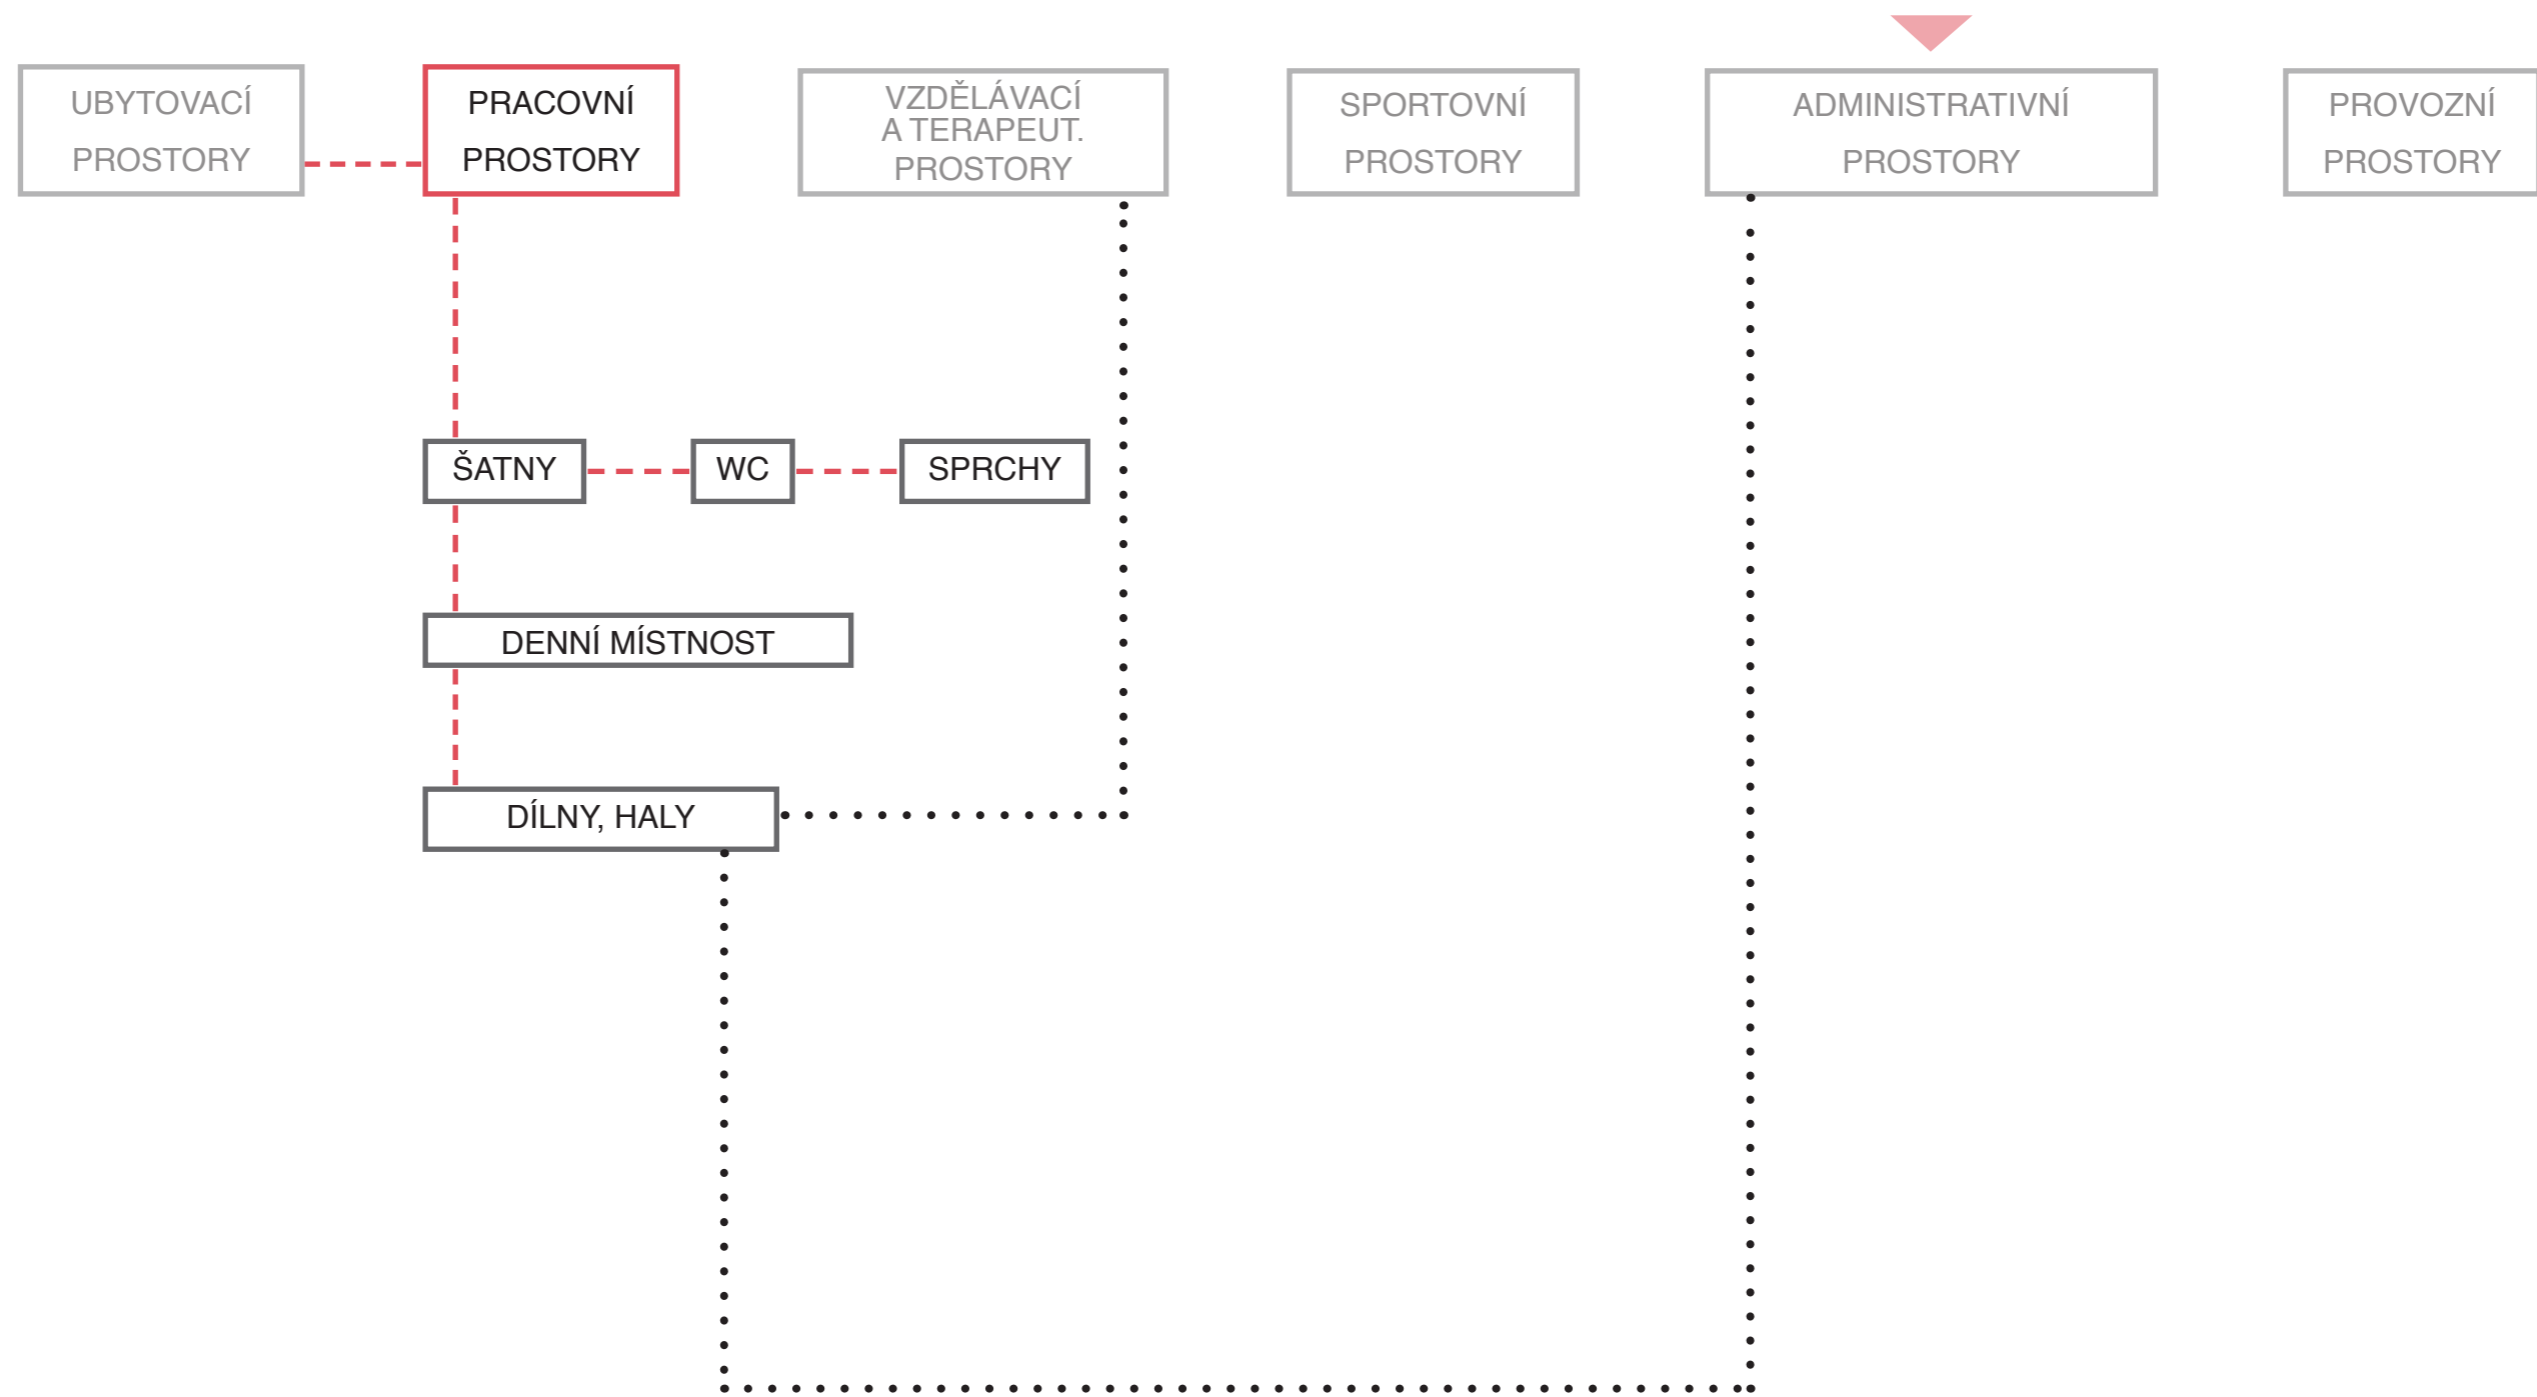 UBYTOVACÍ
PROSTORY
PRACOVNÍ
PROSTORY
VZDĚLÁVACÍ
A TERAPEUT.
PROSTORY
SPORTOVNÍ
PROSTORY
ADMINISTRATIVNÍ
PROSTORY
PROVOZNÍ
PROSTORY
ŠATNY
WC
SPRCHY
DENNÍ MÍSTNOST
DÍLNY, HALY